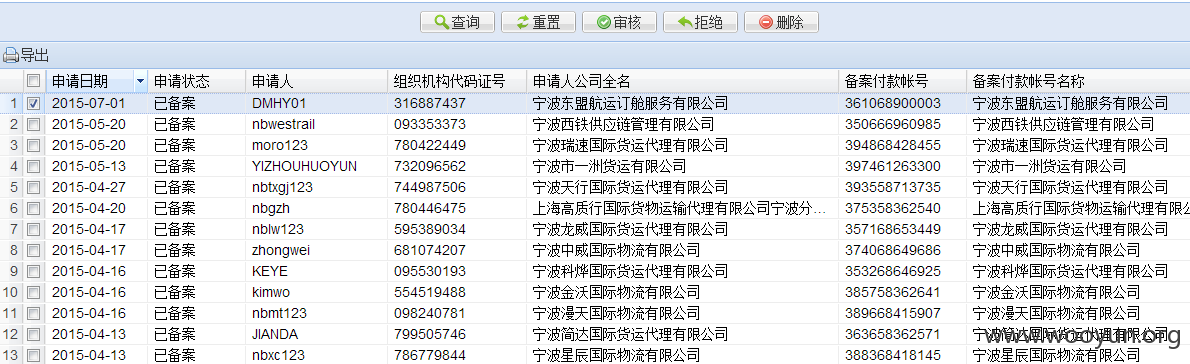 查询 重置 审核 拒绝 删除
导出
申请日期 申请状态 申请人 组织机构代码证号 申请人公司全名 备案付款帐号 备案付款帐号名称
1 2015-07-01 已备案 DMHY01 316887437 宁波东盟航运订舱服务有限公司 361068900003 宁波东盟航运订舱服务有限公司
2 2015-05-20 已备案 nbwestrail 093353373 宁波西铁供应链管理有限公司 350666960985 宁波西铁供应链管理有限公司
3 2015-05-20 已备案 moro123 780422449 宁波瑞速国际货运代理有限公司 394868428455 宁波瑞速国际货运代理有限公司
4 2015-05-13 已备案 YIZHOUHUOYUN 732096562 宁波市一洲货运有限公司 397461263300 宁波市一洲货运有限公司
5 2015-04-27 已备案 nbtxgj123 744987506 宁波天行国际货运代理有限公司 393558713735 宁波天行国际货运代理有限公司
6 2015-04-20 已备案 nbgzh 780446475 上海高质行国际货物运输代理有限公司宁波分... 375358362540 上海高质行国际货物运输代理有限公
7 2015-04-17 已备案 nblw123 595389034 宁波龙威国际货运代理有限公司 357168653449 宁波龙威国际货运代理有限公司
8 2015-04-17 已备案 zhongwei 681074207 宁波中威国际物流有限公司 374068649686 宁波中威国际物流有限公司
9 2015-04-16 已备案 KEYE 095530193 宁波科烨国际货运代理有限公司 353268646925 宁波科烨国际货运代理有限公司
10 2015-04-16 已备案 kimwo 554519488 宁波金沃国际物流有限公司 385758362641 宁波金沃国际物流有限公司
11 2015-04-16 已备案 nbmt123 098240781 宁波漫天国际物流有限公司 389668415907 宁波漫天国际物流有限公司
12 2015-04-13 已备案 JIANDA 799505746 宁波简达国际货运代理有限公司 363658362571 宁波简达国际货运代理有限公司
13 2015-04-13 已备案 nbxc123 786779844 宁波星辰国际物流有限公司 388368418145 宁波星辰国际物流有限公司
www.wooyun.org